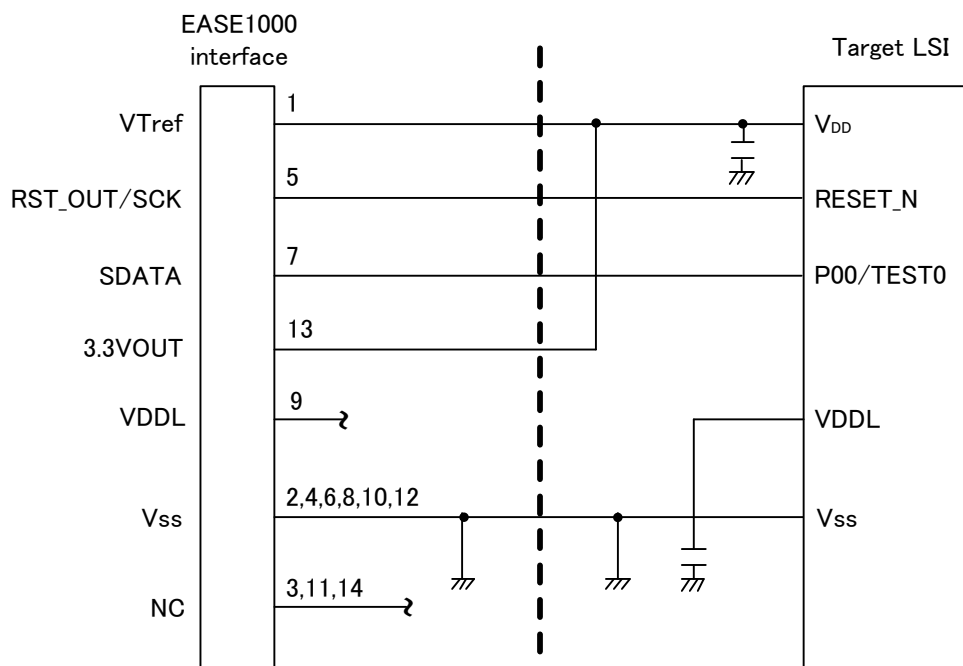 EASE1000
interface
Target LSI
VTref
1
VDD
RST_OUT/SCK
5
RESET_N
SDATA
7
P00/TEST0
3.3VOUT
13
VDDL
9
VDDL
Vss
2,4,6,8,10,12
Vss
NC
3,11,14